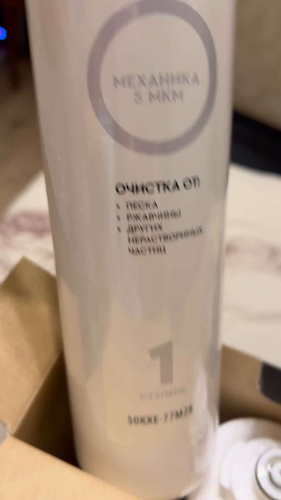 МЕХАНИКА
5 МКМ
ОЧИСТКА ОТ:
• ПЕСКА
• РЖАВЧИНЫ
• ДРУГИХ
НЕРАСТВОРИМЫХ
ЧАСТИЦ
1
СТУПЕНЬ